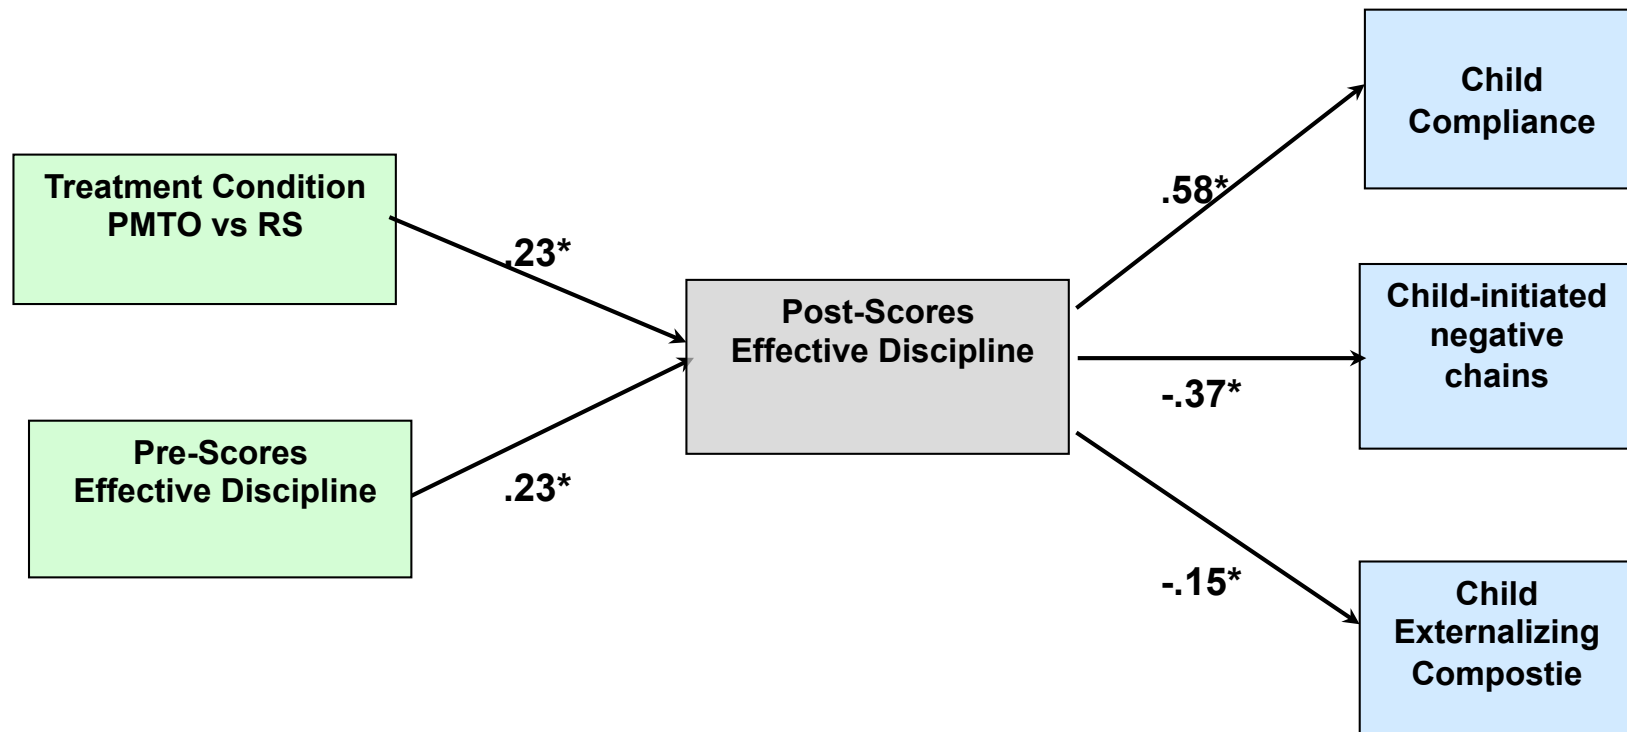 Treatment Condition
PMTO vs RS
.23*
Pre-Scores
Effective Discipline
.23*
Post-Scores
Effective Discipline
.58*
-.37*
-.15*
Child
Compliance
Child-initiated
negative
chains
Child
Externalizing
Compostie